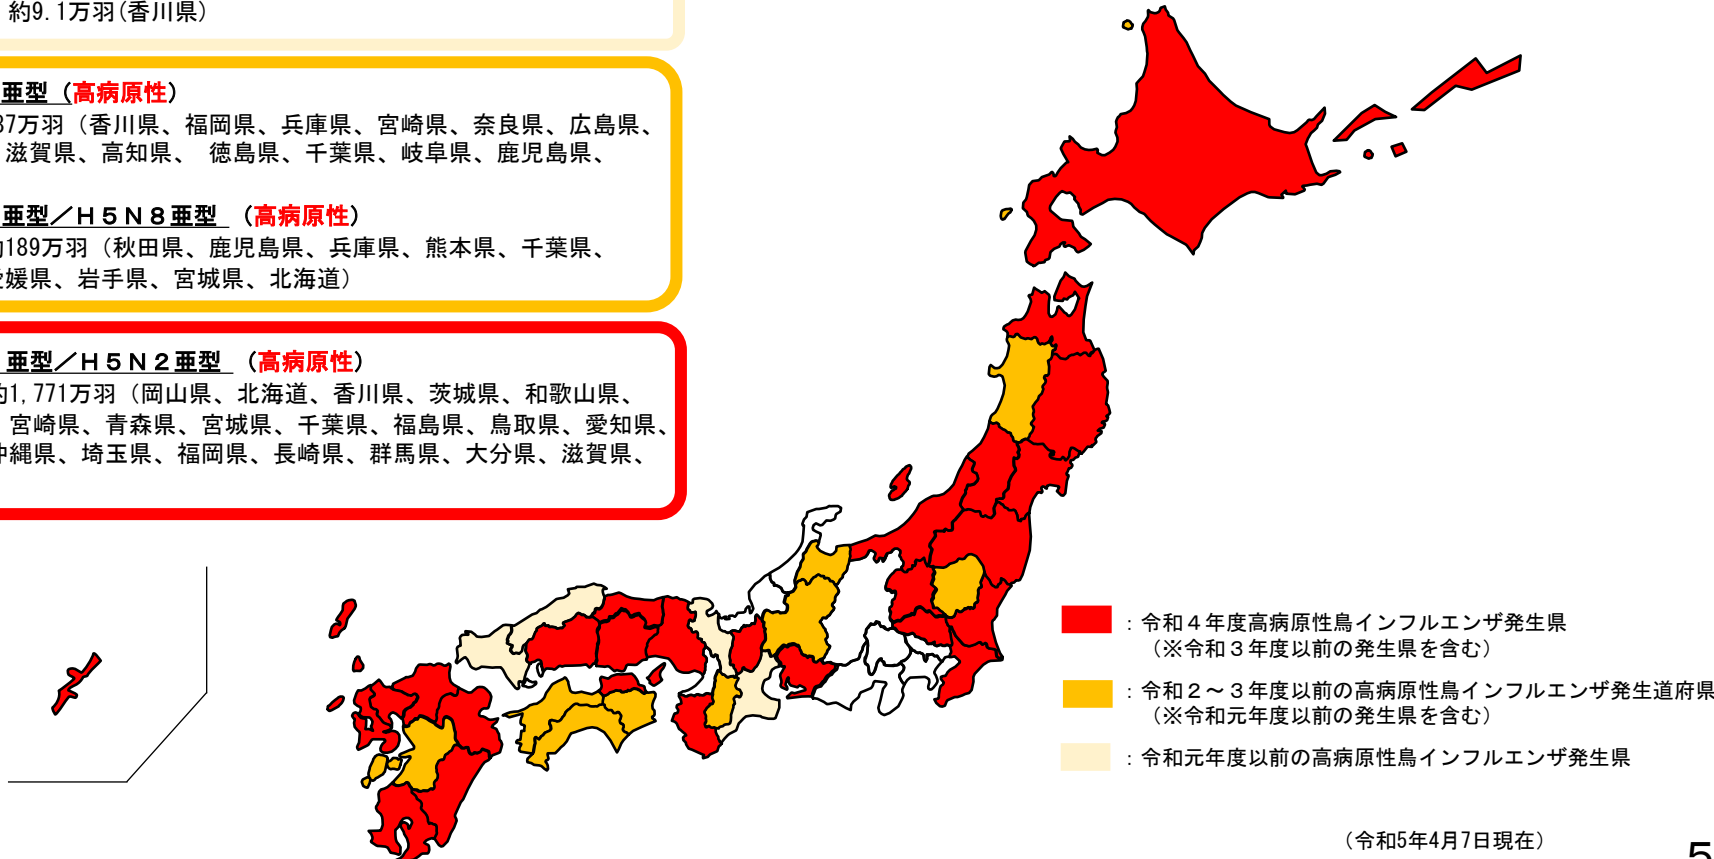 約9.1万羽(香川県)
亜型（高病原性）
87万羽（香川県、福岡県、兵庫県、宮崎県、奈良県、広島県、
滋賀県、高知県、 徳島県、千葉県、岐阜県、鹿児島県、
亜型／Ｈ５Ｎ８亜型 （高病原性）
189万羽（秋田県、鹿児島県、兵庫県、熊本県、千葉県、
愛媛県、岩手県、宮城県、北海道）
亜型／Ｈ５Ｎ２亜型 （高病原性）
約1,771万羽（岡山県、北海道、香川県、茨城県、和歌山県、
宮崎県、青森県、宮城県、千葉県、福島県、鳥取県、愛知県、
沖縄県、埼玉県、福岡県、長崎県、群馬県、大分県、滋賀県、
：令和４年度高病原性鳥インフルエンザ発生県
（※令和３年度以前の発生県を含む）
：令和２～３年度以前の高病原性鳥インフルエンザ発生道府県
（※令和元年度以前の発生県を含む）
：令和元年度以前の高病原性鳥インフルエンザ発生県
（令和5年4月7日現在）
5